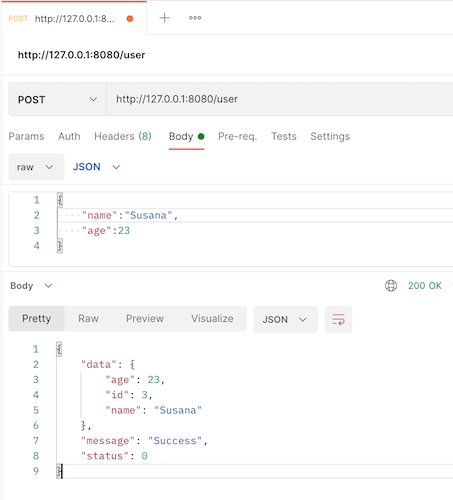 POST http://127.0.0.1:8... + ooo
http://127.0.0.1:8080/user
POST http://127.0.0.1:8080/user
Params Auth Headers (8) Body Pre-req. Tests Settings
raw JSON
1 {
2 "name":"Susana",
3 "age":23
4 }
Body 200 OK
Pretty Raw Preview Visualize JSON
1 {
2 "data": {
3 "age": 23,
4 "id": 3,
5 "name": "Susana"
6 },
7 "message": "Success",
8 "status": 0
9 }